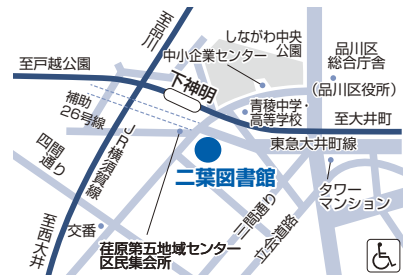 至品川
しながわ中央
公園
中小企業センター
品川区
総合庁舎
(品川区役所)
至戸越公園
下神明
補助
26号線
青稜中学・
高等学校
至大井町
東急大井町線
四間通り
JR横須賀線
二葉図書館
タワー
マンション
三間通り
立会道路
至西大井
交番
荏原第五地域センター
区民集会所